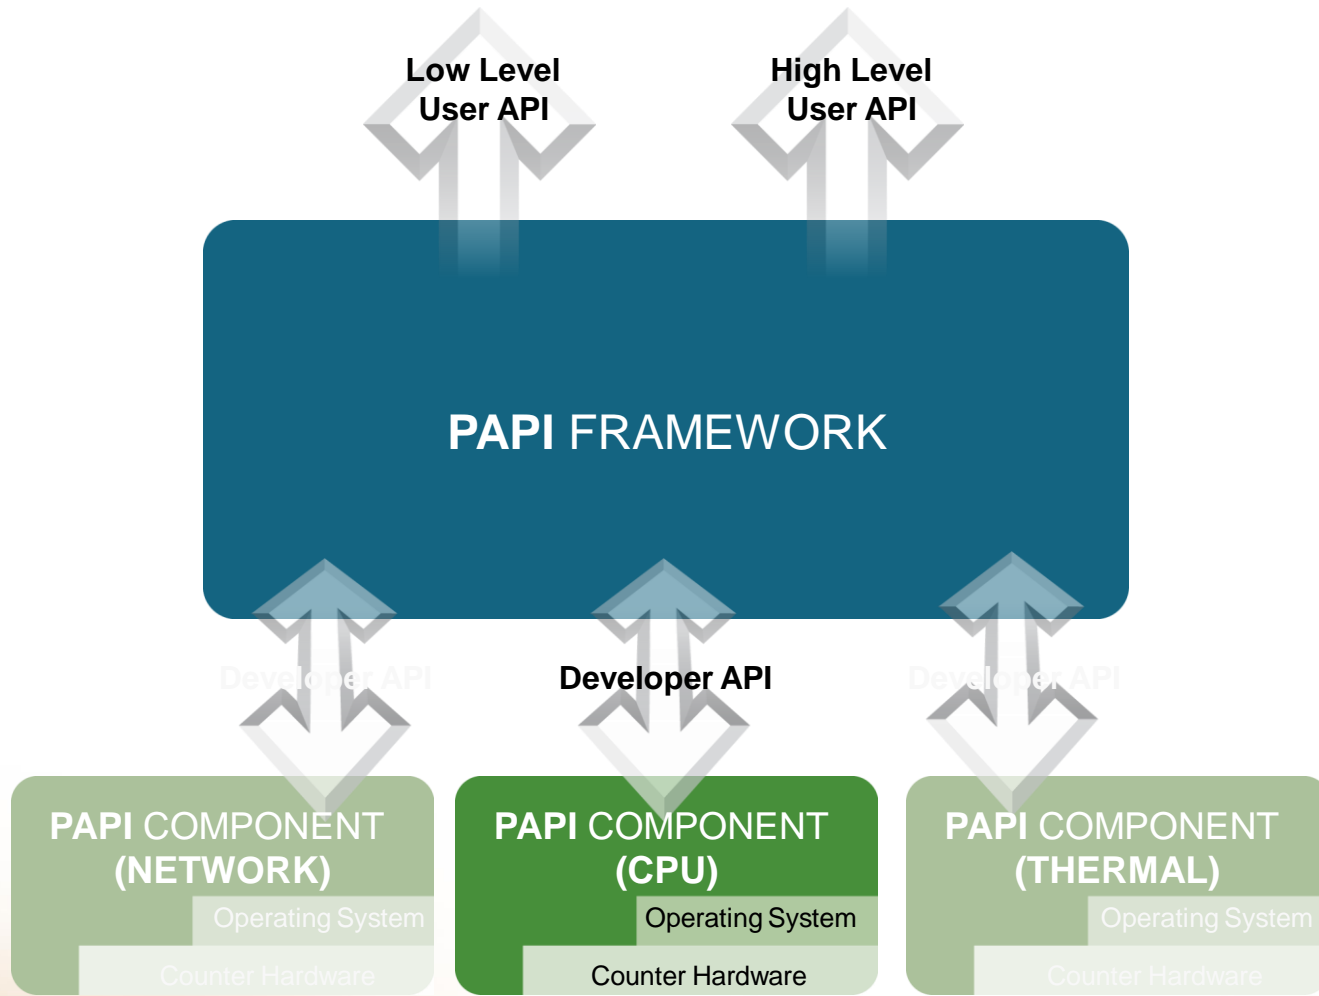 Low Level
User API
High Level
User API
PAPI FRAMEWORK
Developer API
Developer API
Developer API
PAPI COMPONENT
(NETWORK)
Operating System
Counter Hardware
PAPI COMPONENT
(CPU)
Operating System
Counter Hardware
PAPI COMPONENT
(THERMAL)
Operating System
Counter Hardware